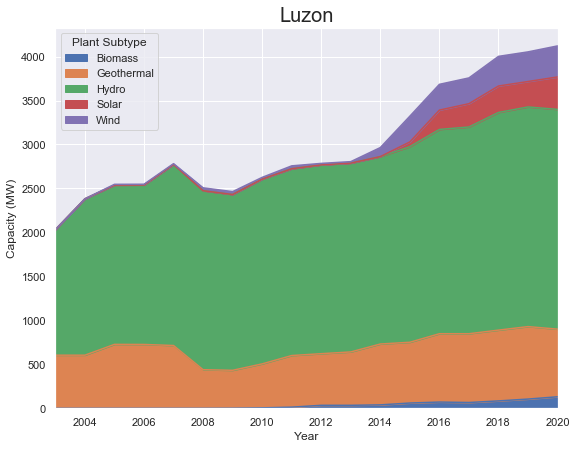 Luzon
Plant Subtype
Biomass
Geothermal
Hydro
Solar
Wind
Capacity (MW)
4000
3500
3000
2500
2000
1500
1000
500
0
2004 2006 2008 2010 2012 2014 2016 2018 2020
Year